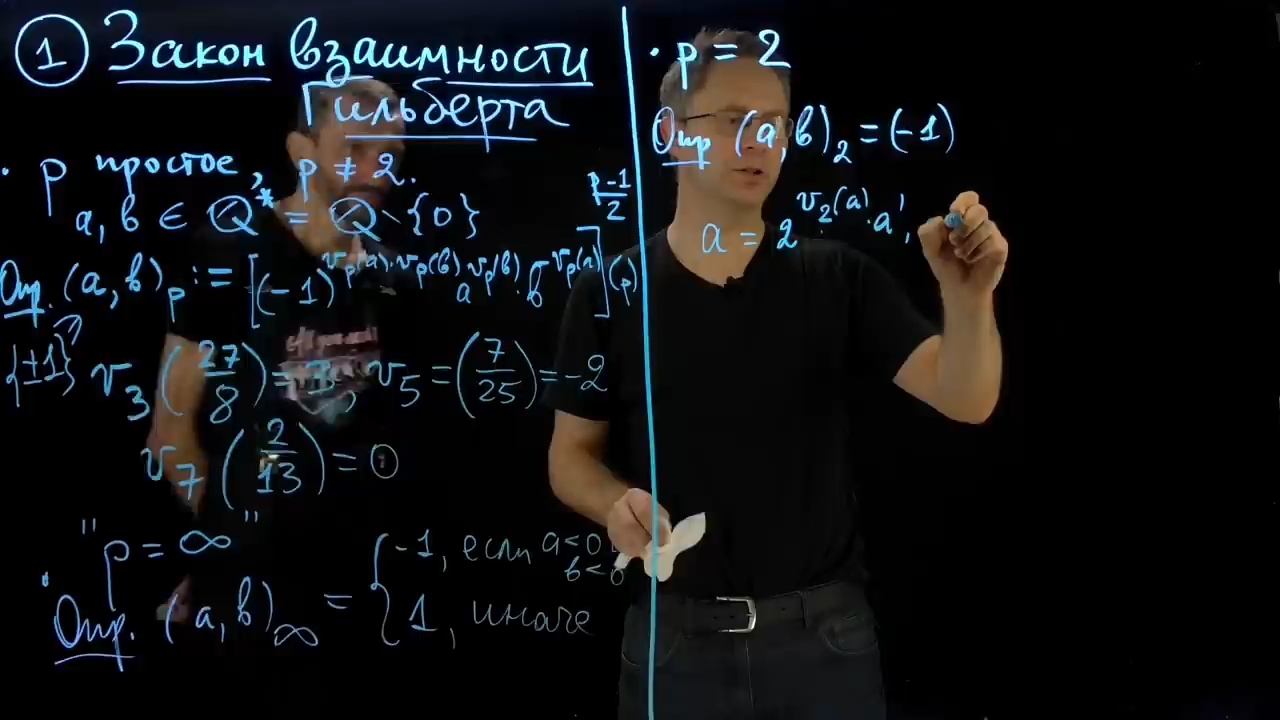 ① Закон взаимности
Гильберта
· p простое, p ≠ 2.
a, b ∈ ℚ* = ℚ∖{0}
Опр. (a,b)_p := [(-1)^{v_p(a)·v_p(b)} a^{v_p(b)} · b^{v_p(a)}]^{\frac{p-1}{2}} (p)
{±1}
v_3(27/8) = 3, v_5 = (7/25) = -2
v_7(2/13) = 0
"p = ∞"
· Опр. (a,b)_∞ = { -1, если a<0
b<0
1, иначе
· p = 2
Опр (a,b)_2 = (-1)
a = 2^{v_2(a)} · a',